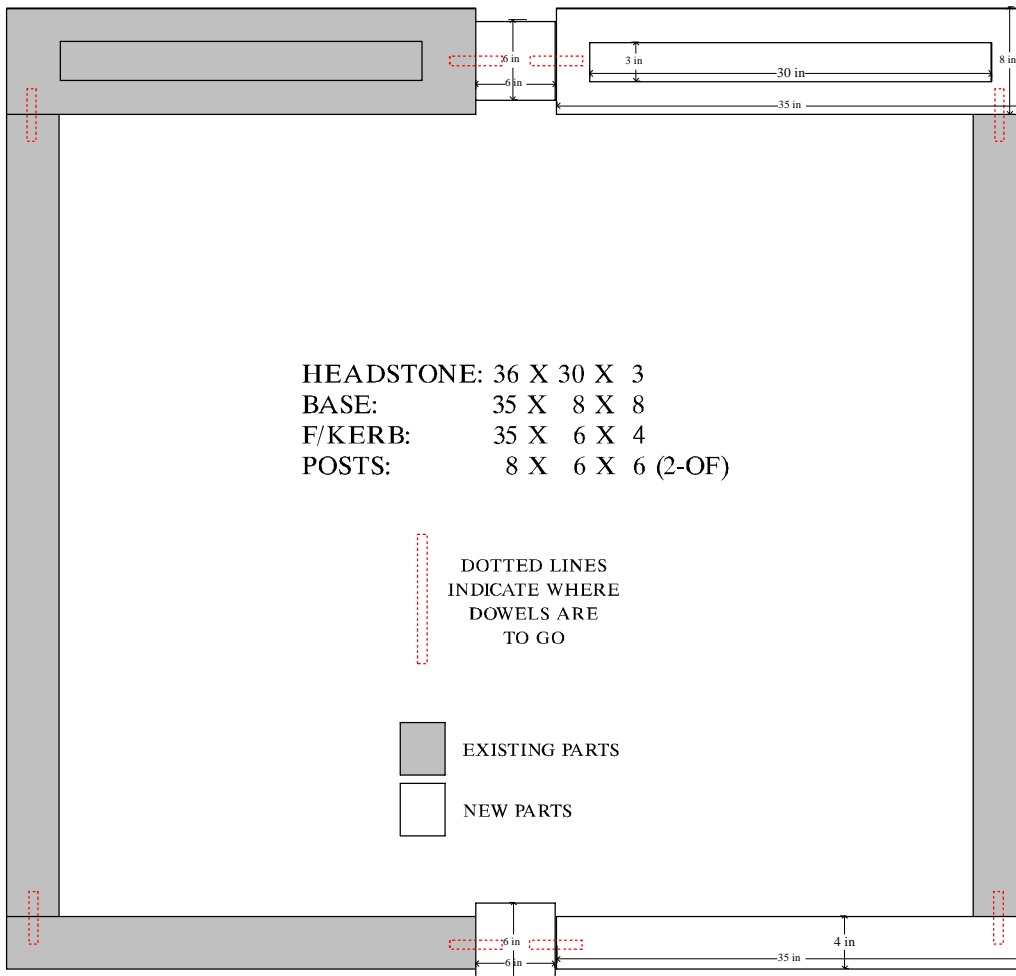 6 in
6 in
3 in
30 in
8 in
35 in
HEADSTONE: 36 X 30 X 3
BASE: 35 X 8 X 8
F/KERB: 35 X 6 X 4
POSTS: 8 X 6 X 6 (2-OF)
DOTTED LINES
INDICATE WHERE
DOWELS ARE
TO GO
EXISTING PARTS
NEW PARTS
6 in
6 in
4 in
35 in